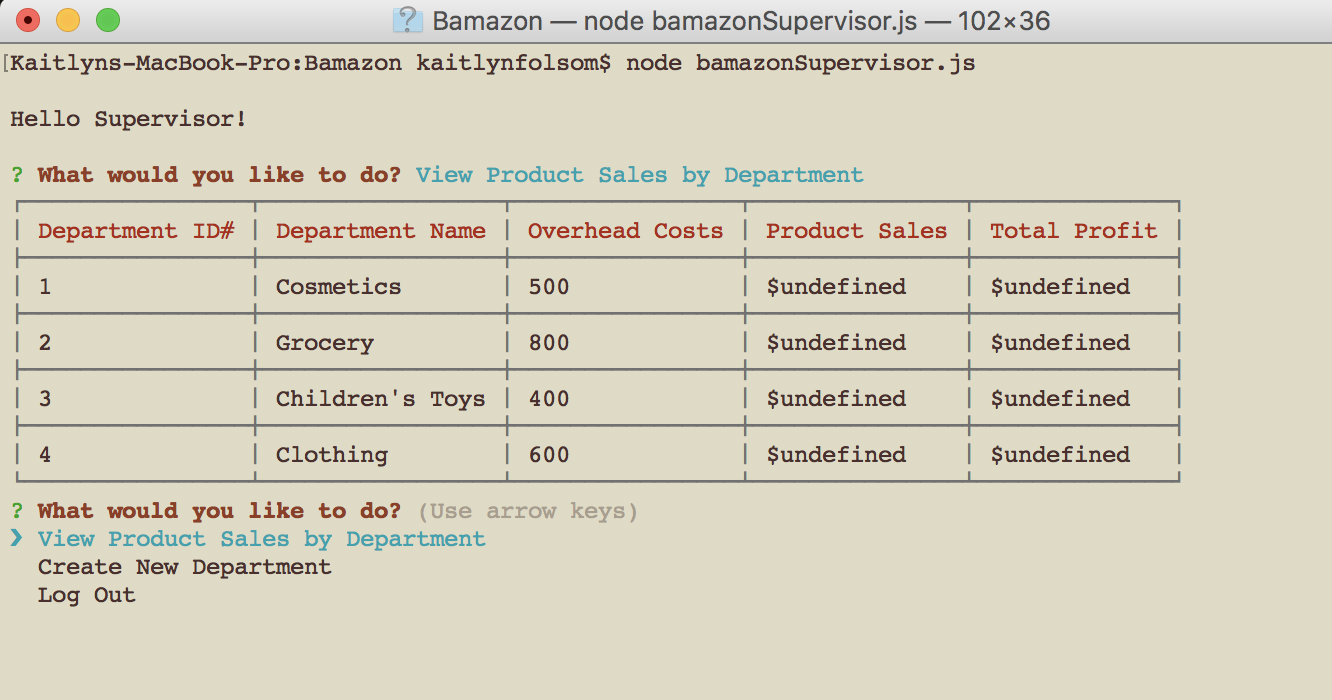 Bamazon — node bamazonSupervisor.js — 102×36
[Kaitlyns-MacBook-Pro:Bamazon kaitlynfolsom$ node bamazonSupervisor.js
Hello Supervisor!
? What would you like to do? View Product Sales by Department
Department ID# | Department Name | Overhead Costs | Product Sales | Total Profit
1 | Cosmetics | 500 | $undefined | $undefined
2 | Grocery | 800 | $undefined | $undefined
3 | Children's Toys | 400 | $undefined | $undefined
4 | Clothing | 600 | $undefined | $undefined
? What would you like to do? (Use arrow keys)
❯ View Product Sales by Department
Create New Department
Log Out